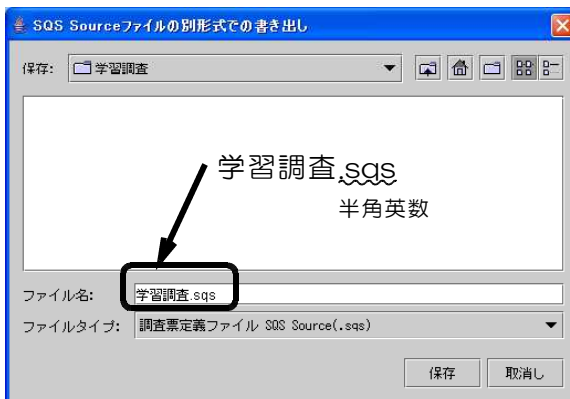 SQS Sourceファイルの別形式での書き出し
保存: 学習調査
学習調査.sqs
半角英数
ファイル名: 学習調査.sqs
ファイルタイプ: 調査票定義ファイル SQS Source(.sqs)
保存 取消し